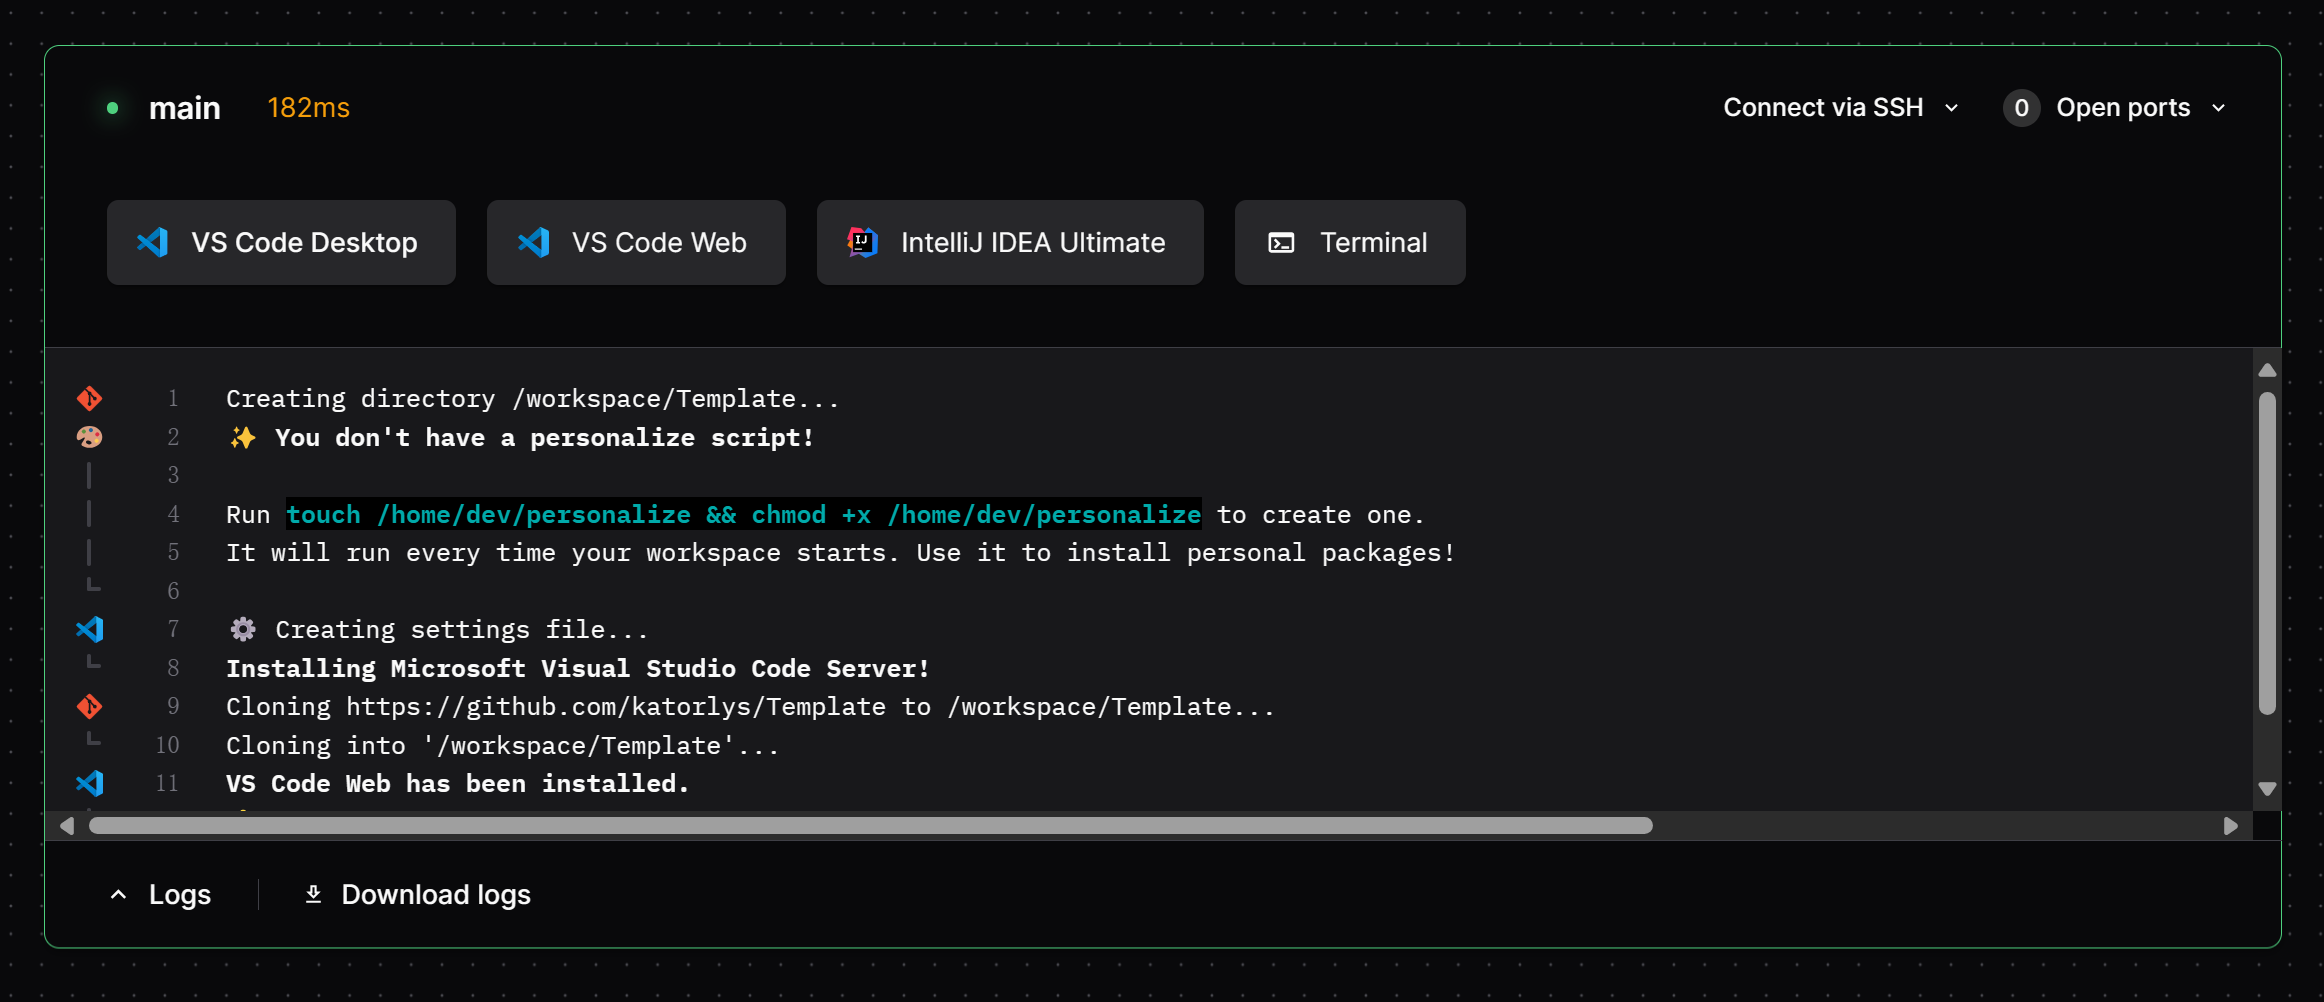 main 182ms Connect via SSH 0 Open ports
VS Code Desktop VS Code Web IntelliJ IDEA Ultimate Terminal
1 Creating directory /workspace/Template...
2 ✨ You don't have a personalize script!
3
4 Run touch /home/dev/personalize && chmod +x /home/dev/personalize to create one.
5 It will run every time your workspace starts. Use it to install personal packages!
6
7 ⚙️ Creating settings file...
8 Installing Microsoft Visual Studio Code Server!
9 Cloning https://github.com/katorlys/Template to /workspace/Template...
10 Cloning into '/workspace/Template'...
11 VS Code Web has been installed.
Logs Download logs